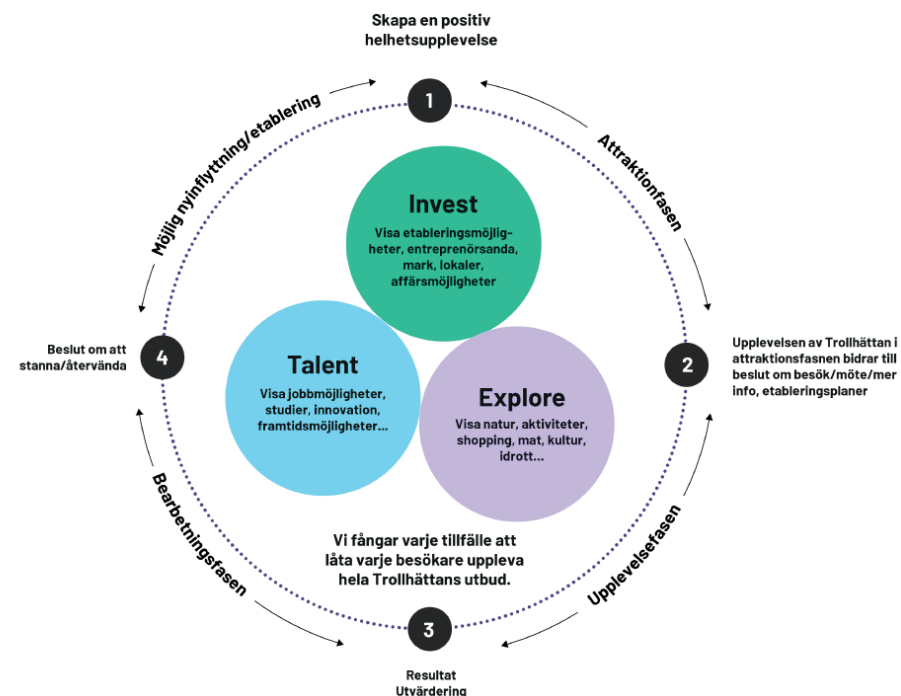 Skapa en positiv
helhetsupplevelse
1
Möjlig nyinflyttning/etablering
Attraktionfasen
Invest
Visa etableringsmöjlig-
heter, entreprenörsanda,
mark, lokaler,
affärsmöjligheter
Beslut om att
stanna/återvända
4
Talent
Visa jobbmöjligheter,
studier, innovation,
framtidsmöjligheter...
Explore
Visa natur, aktiviteter,
shopping, mat, kultur,
idrott...
2
Upplevelsen av Trollhättan i
attraktionsfasnen bidrar till
beslut om besök/möte/mer
info, etableringsplaner
Bearbetningsfasen
Vi fångar varje tillfälle att
låta varje besökare uppleva
hela Trollhättans utbud.
Upplevelsefasen
3
Resultat
Utvärdering